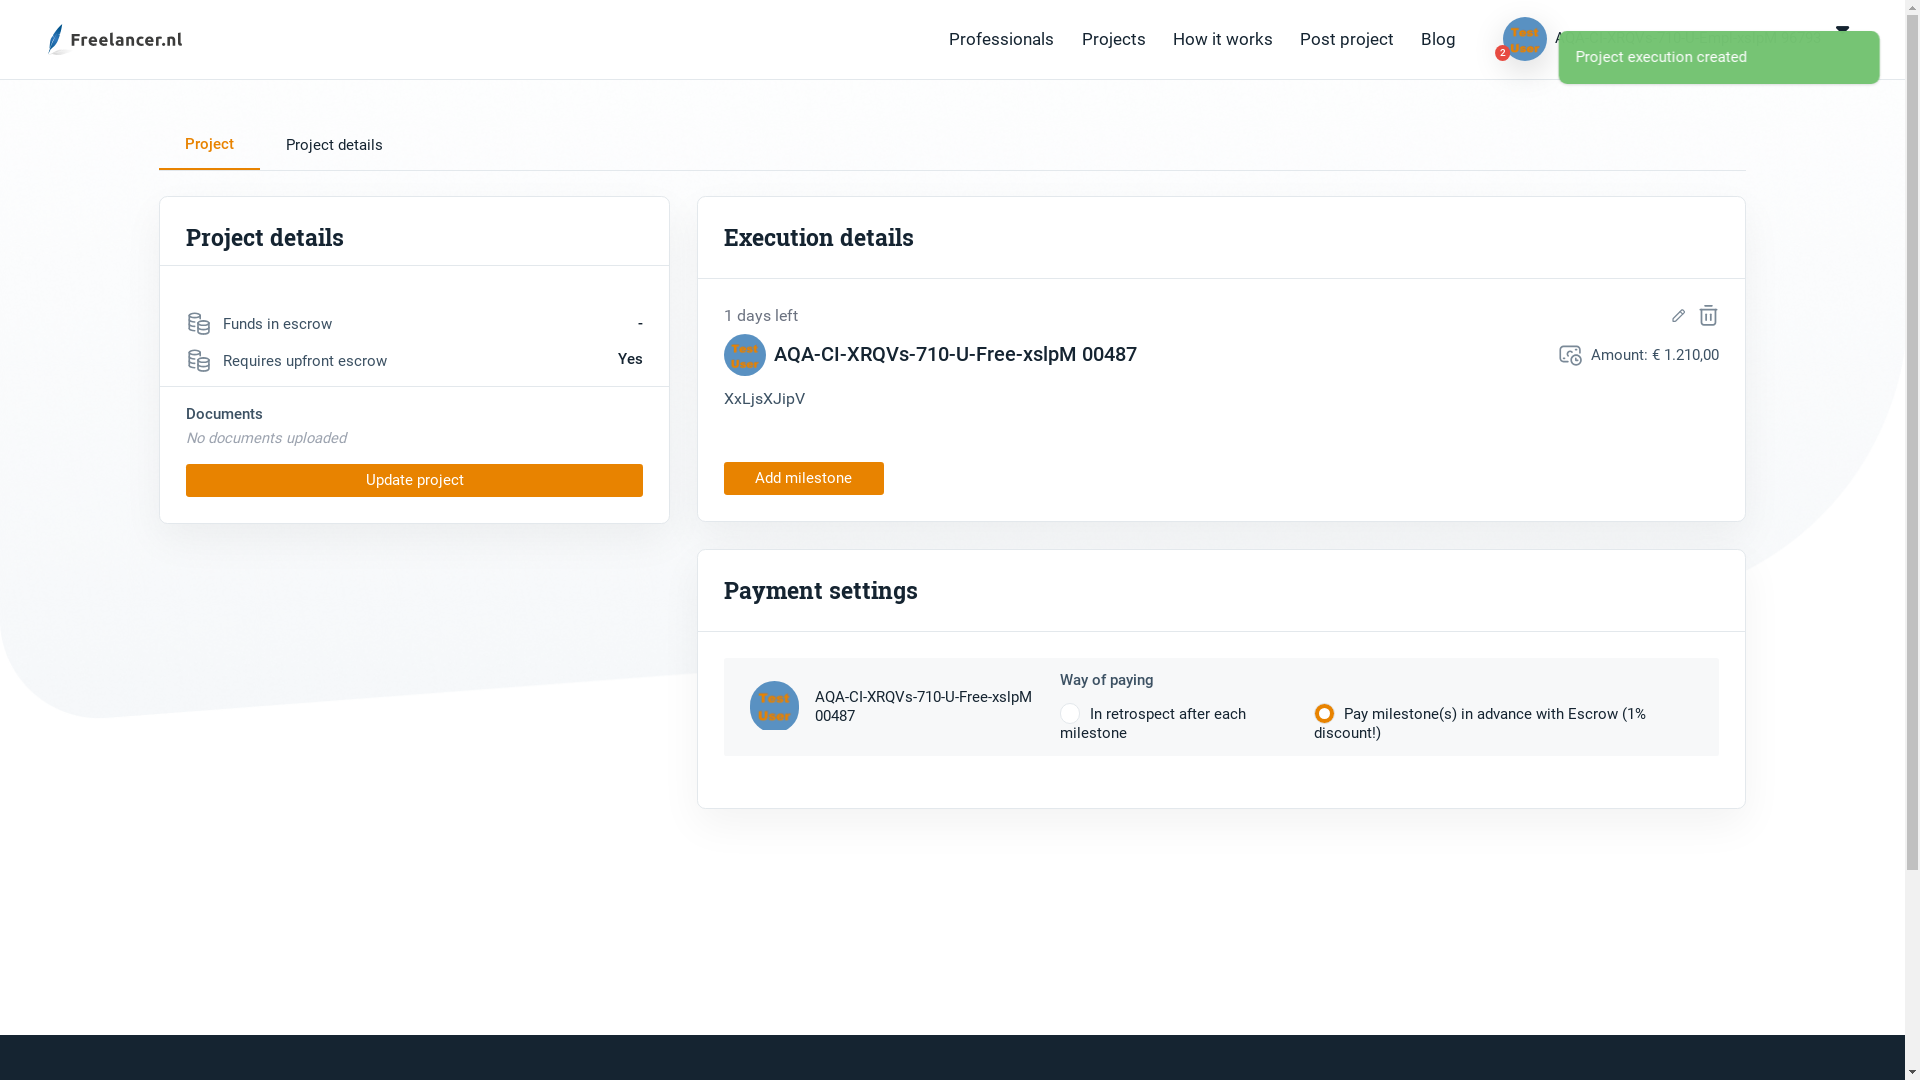 Freelancer.nl
Professionals
Projects
How it works
Post project
Blog
Test
User
2
Project execution created
Project
Project details
Project details
Funds in escrow
-
Requires upfront escrow
Yes
Documents
No documents uploaded
Update project
Execution details
1 days left
Test
User
AQA-CI-XRQVs-710-U-Free-xslpM 00487
Amount: € 1.210,00
XxLjsXJipV
Add milestone
Payment settings
Test
User
AQA-CI-XRQVs-710-U-Free-xslpM
00487
Way of paying
In retrospect after each
milestone
Pay milestone(s) in advance with Escrow (1%
discount!)